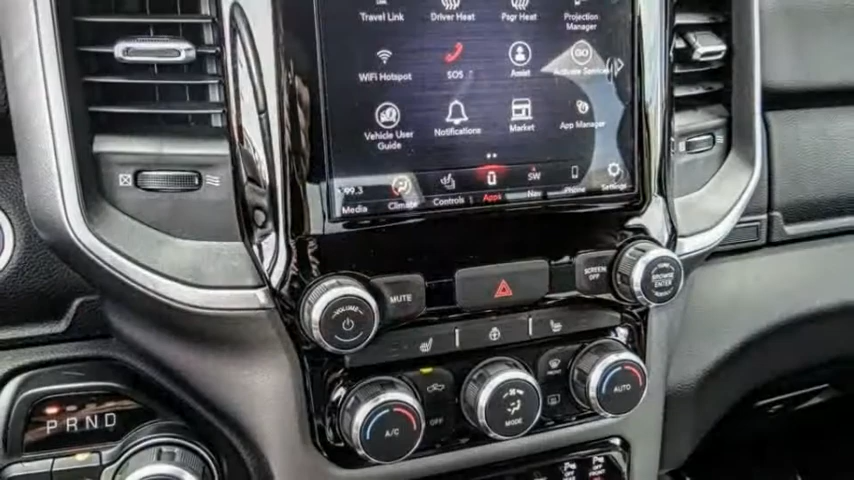 Travel Link
Driver Heat
Psgr Heat
Projection
Manager
WiFi Hotspot
SOS
Assist
GO
Activate Services
Vehicle User
Guide
Notifications
Market
App Manager
99.3
SW
Media
Climate
Controls
Apps
Nav
Phone
Settings
VOLUME
MUTE
SCREEN
OFF
BROWSE
ENTER
A/C
OFF
MODE
AUTO
PRND